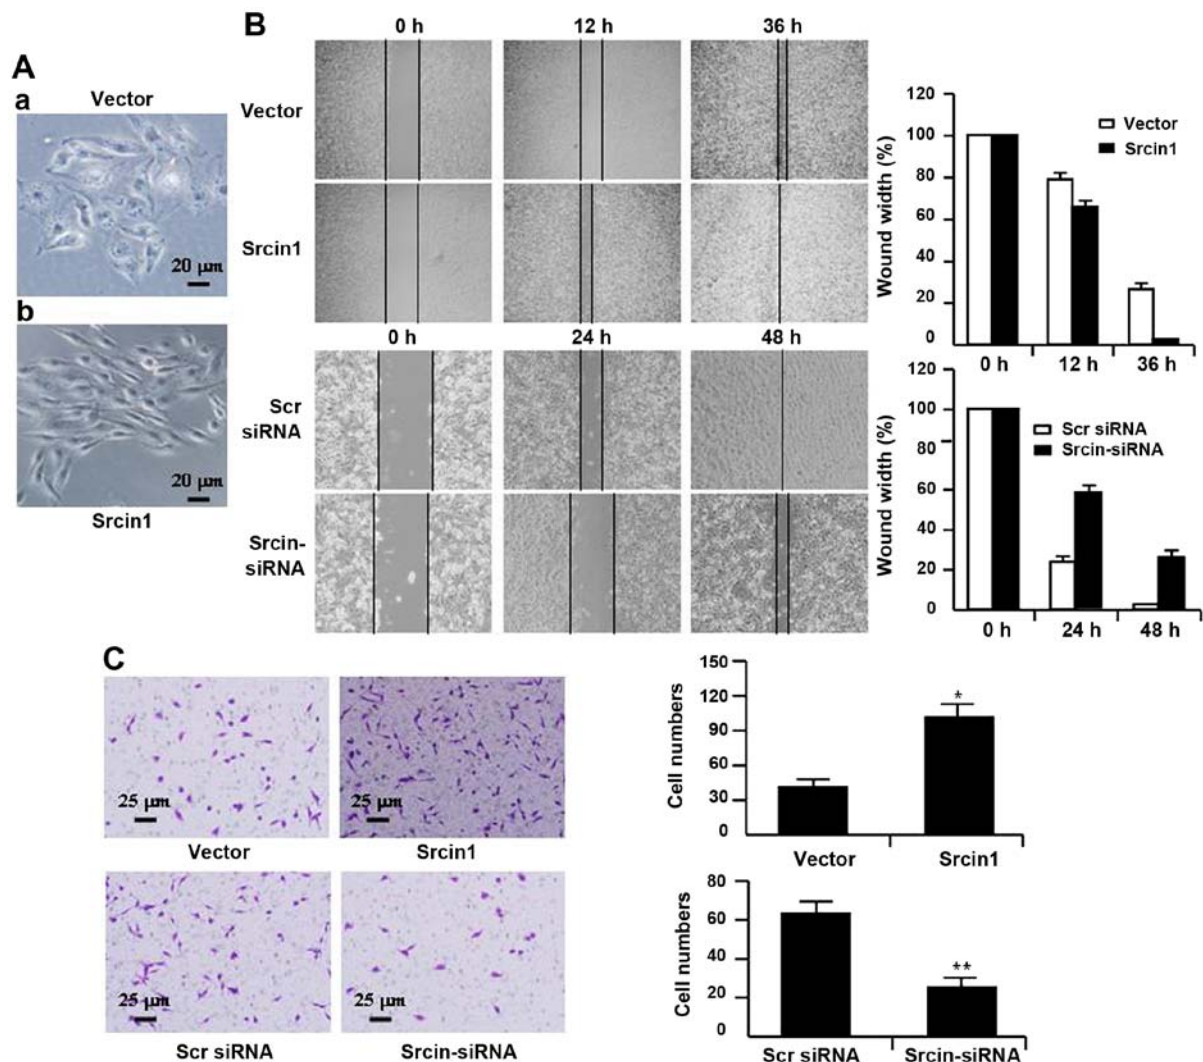 A
a
Vector
20 µm
b
20 µm
Srcin1
B
0 h
12 h
36 h
Vector
Srcin1
0 h
24 h
48 h
Scr
siRNA
Srcin-
siRNA
Wound width (%)
120
100
80
60
40
20
0
Vector
Srcin1
0 h
12 h
36 h
Wound width (%)
120
100
80
60
40
20
0
Scr siRNA
Srcin-siRNA
0 h
24 h
48 h
C
25 µm
25 µm
Vector
Srcin1
25 µm
25 µm
Scr siRNA
Srcin-siRNA
Cell numbers
150
120
90
60
30
0
*
Vector
Srcin1
Cell numbers
80
60
40
20
0
**
Scr siRNA
Srcin-siRNA